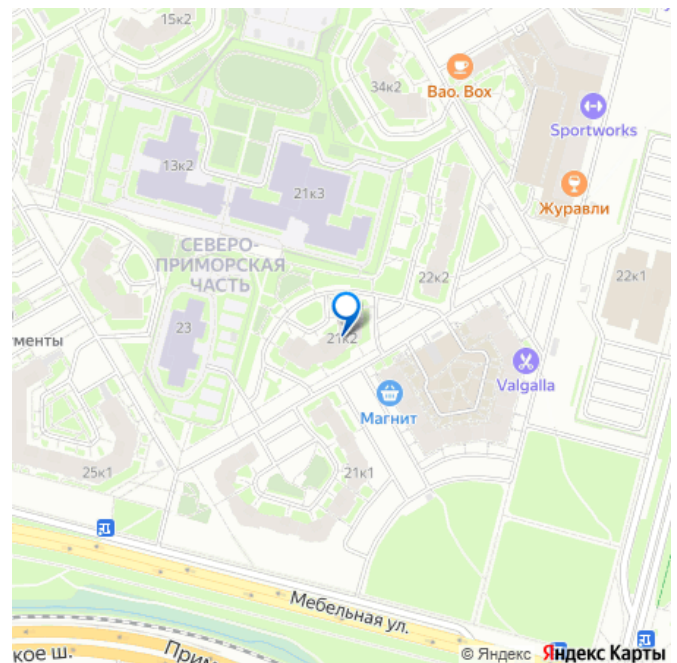 15к2
34к2
Bao. Box
Sportworks
13к2
21к3
Журавли
СЕВЕРО-
ПРИМОРСКАЯ
ЧАСТЬ
22к2
22к1
23
21к2
менты
Valgalla
Магнит
25к1
21к1
Мебельная ул.
кое ш.
Прим
© Яндекс Яндекс Карты